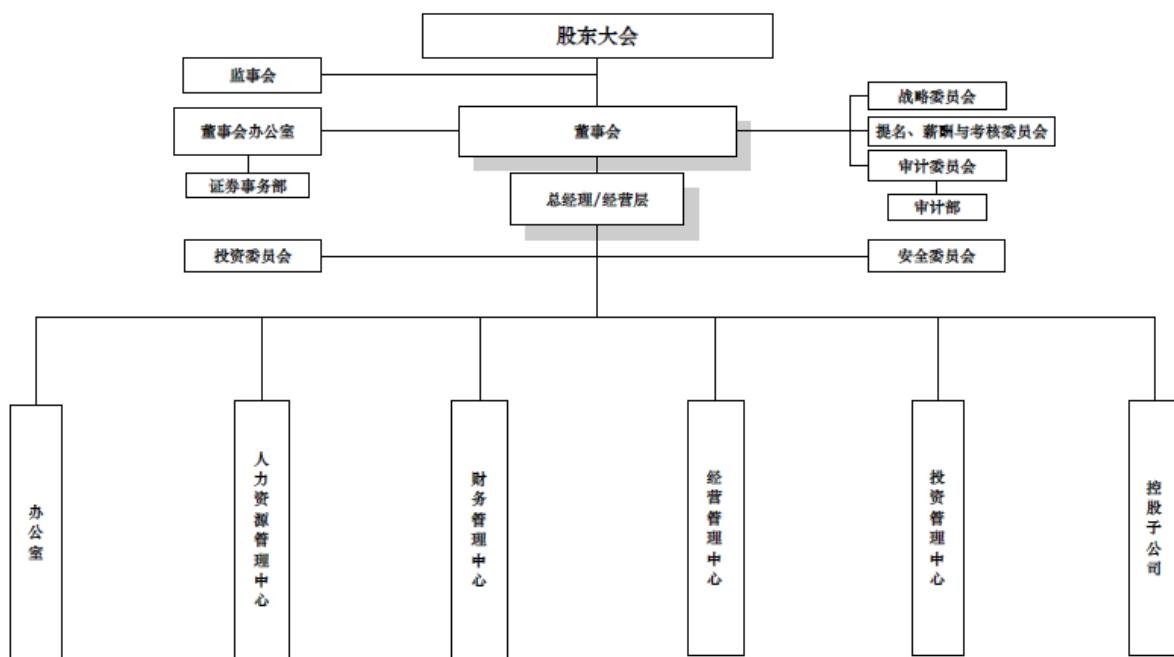 股东大会
监事会
战略委员会
董事会办公室
董事会
提名、薪酬与考核委员会
审计委员会
证券事务部
总经理/经营层
审计部
投资委员会
安全委员会
办公室
人力资源管理中心
财务管理中心
经营管理中心
投资管理中心
控股子公司